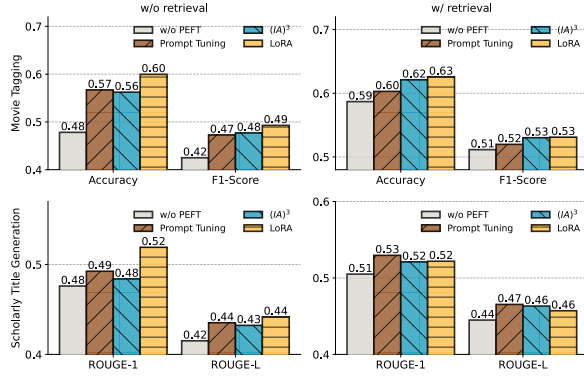 w/o retrieval
w/ retrieval
Movie Tagging
0.7
0.6
0.5
0.4
w/o PEFT
Prompt Tuning
(IA)³
LoRA
0.48
0.57
0.56
0.60
0.42
0.47
0.48
0.49
Accuracy
F1-Score
0.7
0.6
0.5
w/o PEFT
Prompt Tuning
(IA)³
LoRA
0.59
0.60
0.62
0.63
0.51
0.52
0.53
0.53
Accuracy
F1-Score
Scholarly Title Generation
0.5
0.4
w/o PEFT
Prompt Tuning
(IA)³
LoRA
0.48
0.49
0.48
0.52
0.42
0.44
0.43
0.44
ROUGE-1
ROUGE-L
0.6
0.5
0.4
w/o PEFT
Prompt Tuning
(IA)³
LoRA
0.51
0.53
0.52
0.52
0.44
0.47
0.46
0.46
ROUGE-1
ROUGE-L